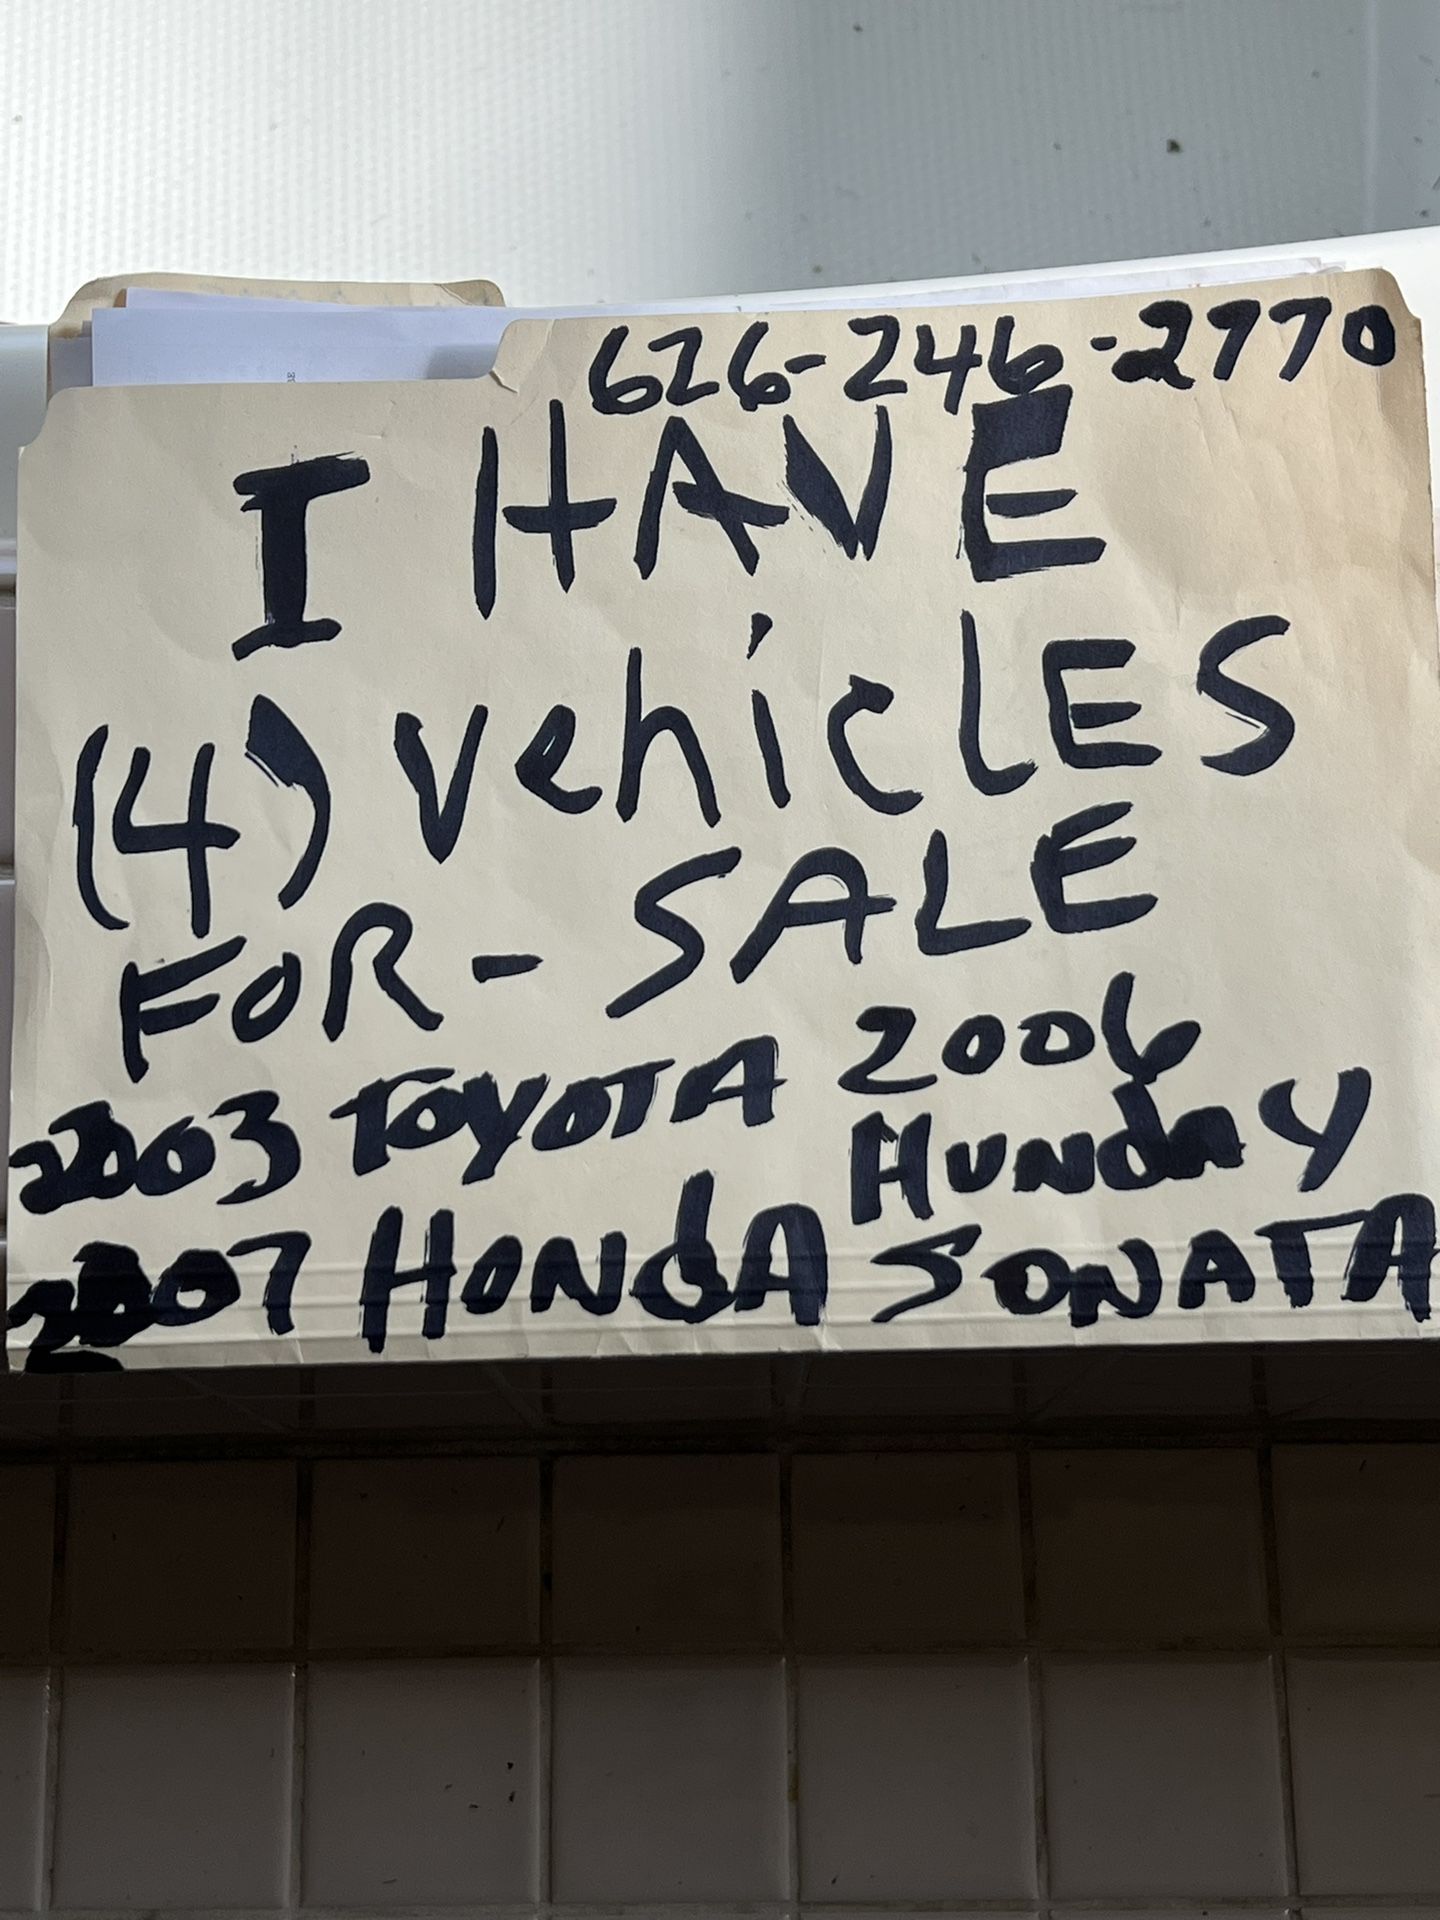 626-246-2770
I HAVE
(4) vehicLES
FOR-SALE
2003 TOYOTA
2007 HONDA
2006
HUNDAY
SONATA